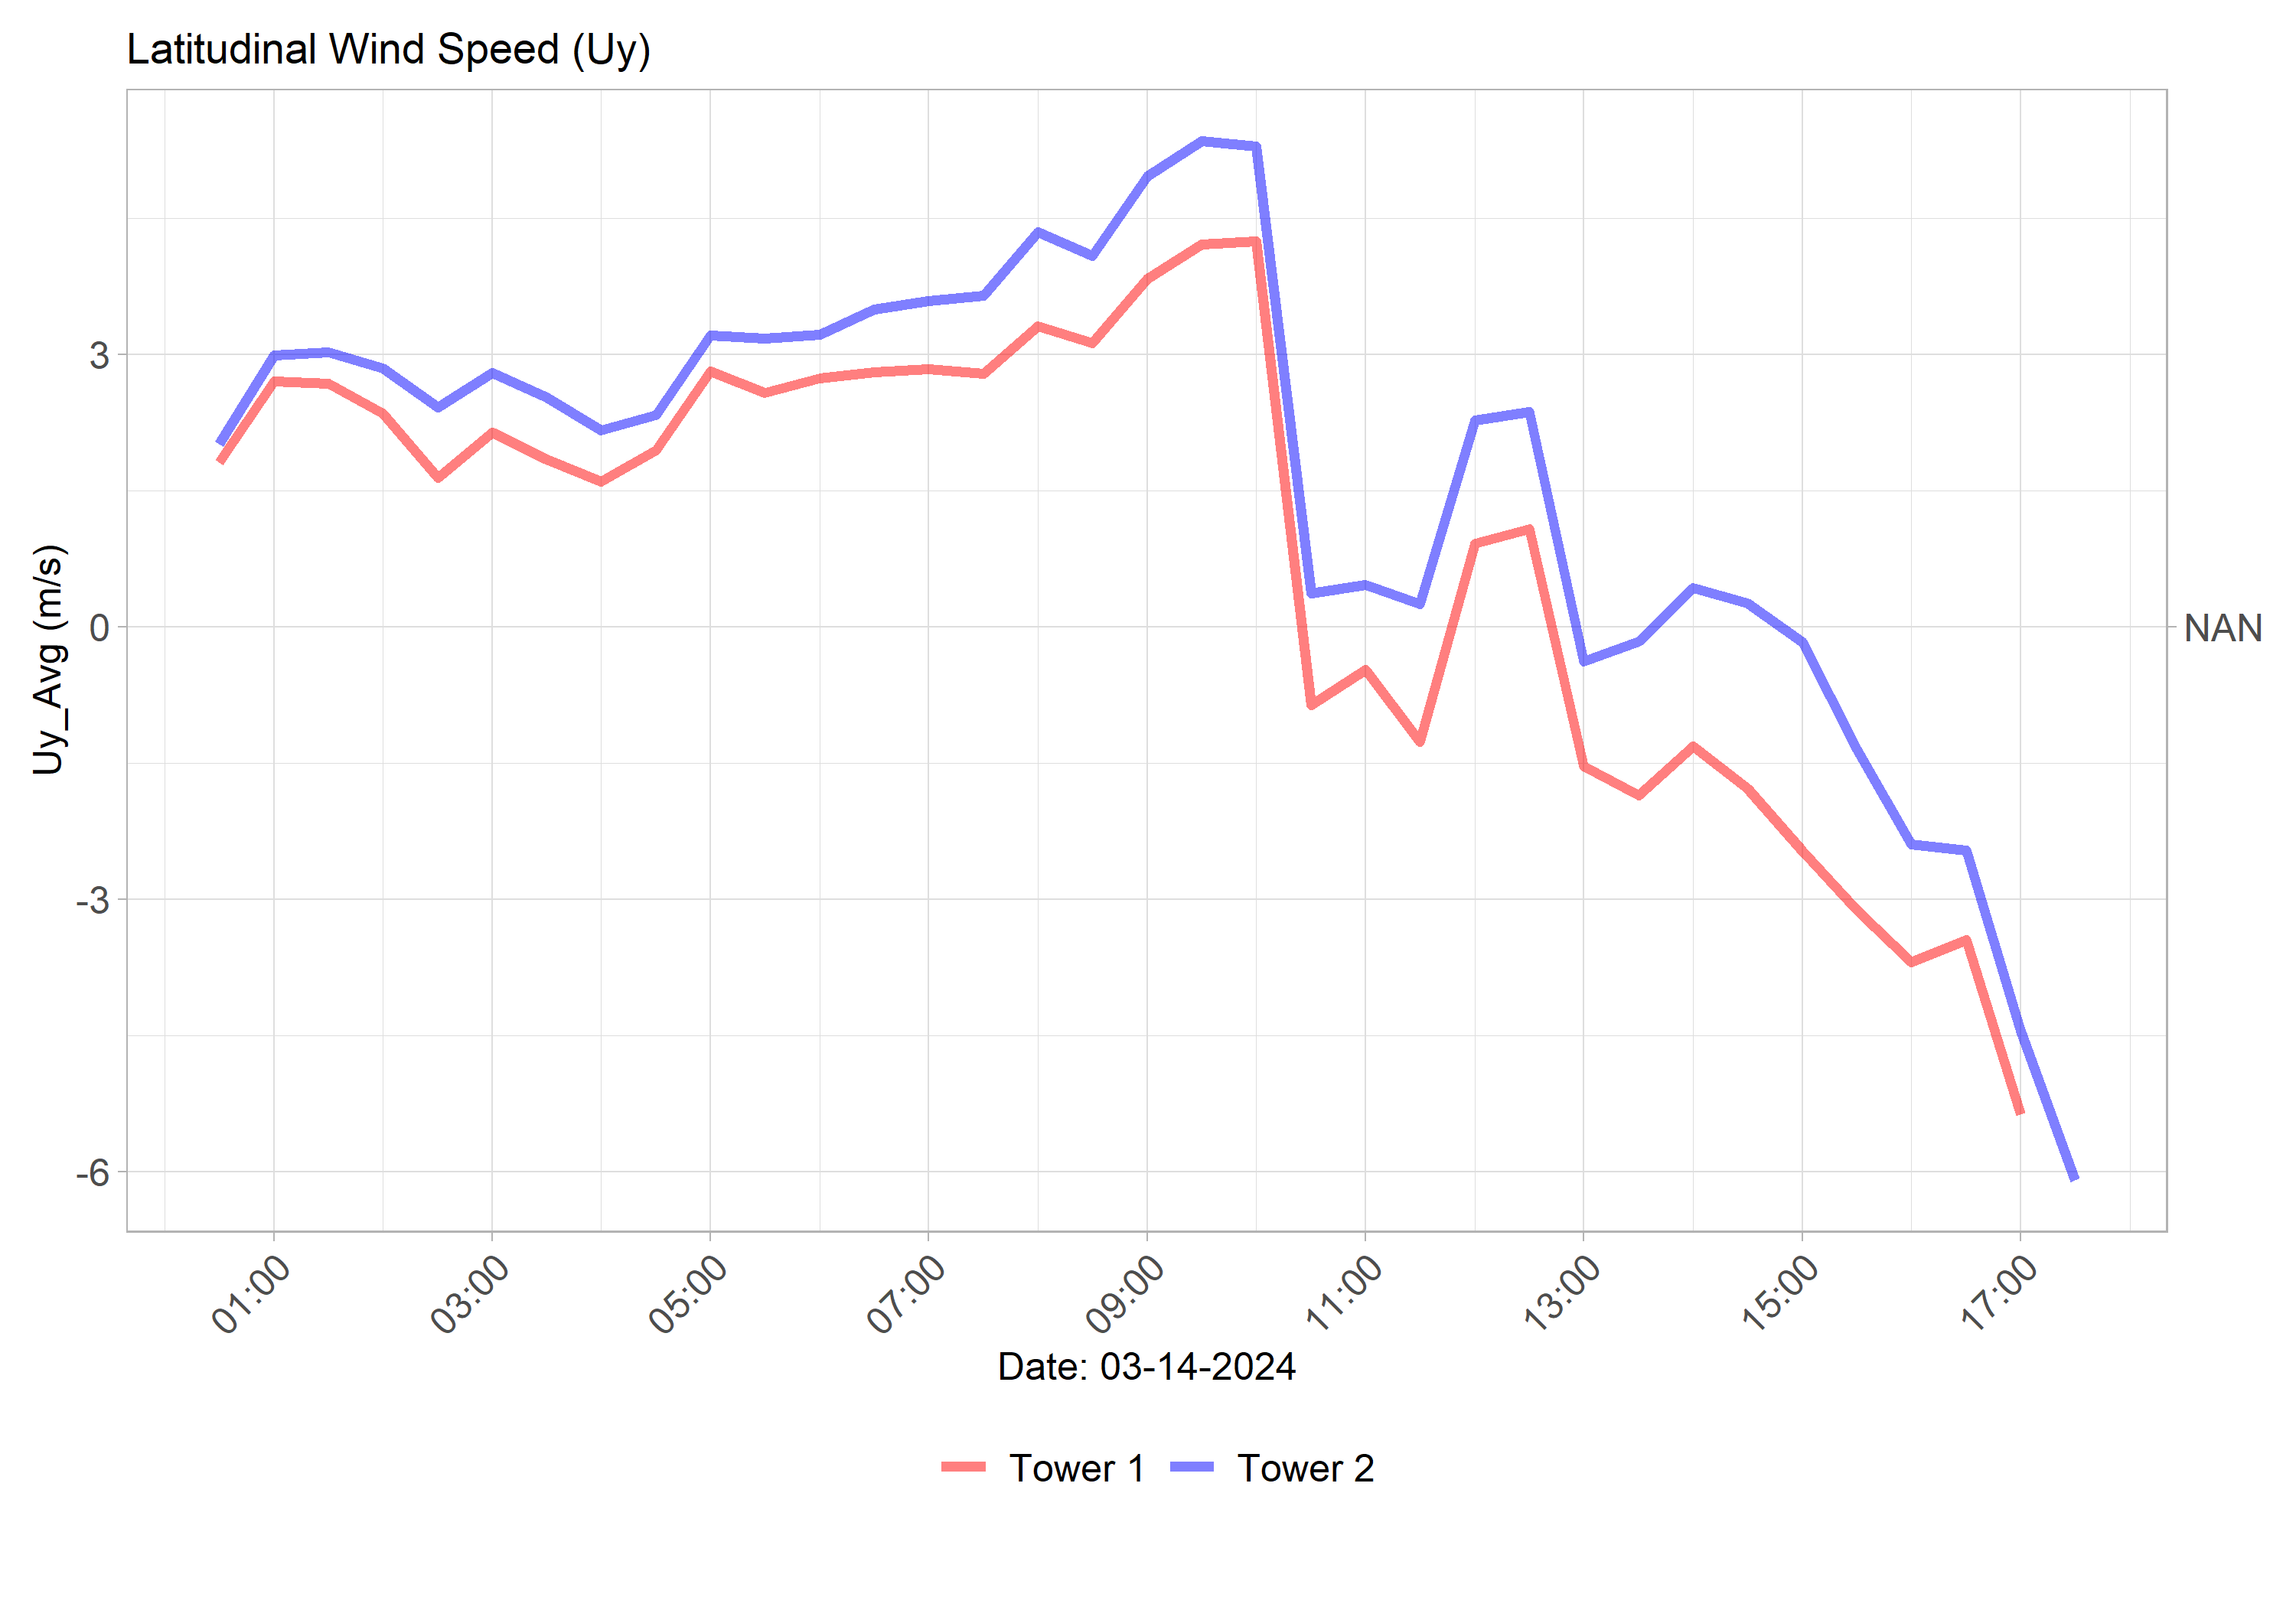 Latitudinal Wind Speed (Uy)
Uy_Avg (m/s)
3
0
-3
-6
NAN
01:00 03:00 05:00 07:00 09:00 11:00 13:00 15:00 17:00
Date: 03-14-2024
Tower 1 Tower 2